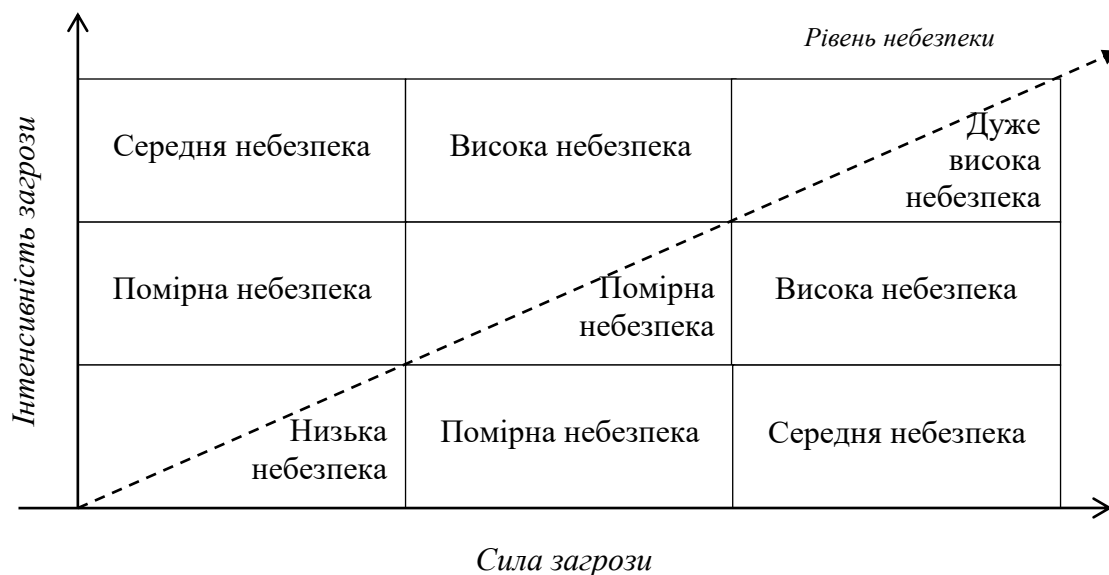 Рівень небезпеки
Інтенсивність загрози
Середня небезпека
Висока небезпека
Дуже
висока
небезпека
Помірна небезпека
Помірна
небезпека
Висока небезпека
Низька
небезпека
Помірна небезпека
Середня небезпека
Сила загрози